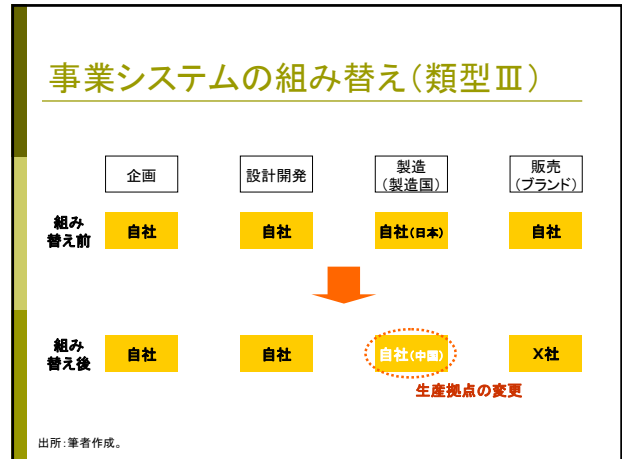 事業システムの組み替え(類型Ⅲ)
企画
設計開発
製造
(製造国)
販売
(ブランド)
組み
替え前
自社
自社
自社(日本)
自社
組み
替え後
自社
自社
自社(中国)
X社
生産拠点の変更
出所:筆者作成。